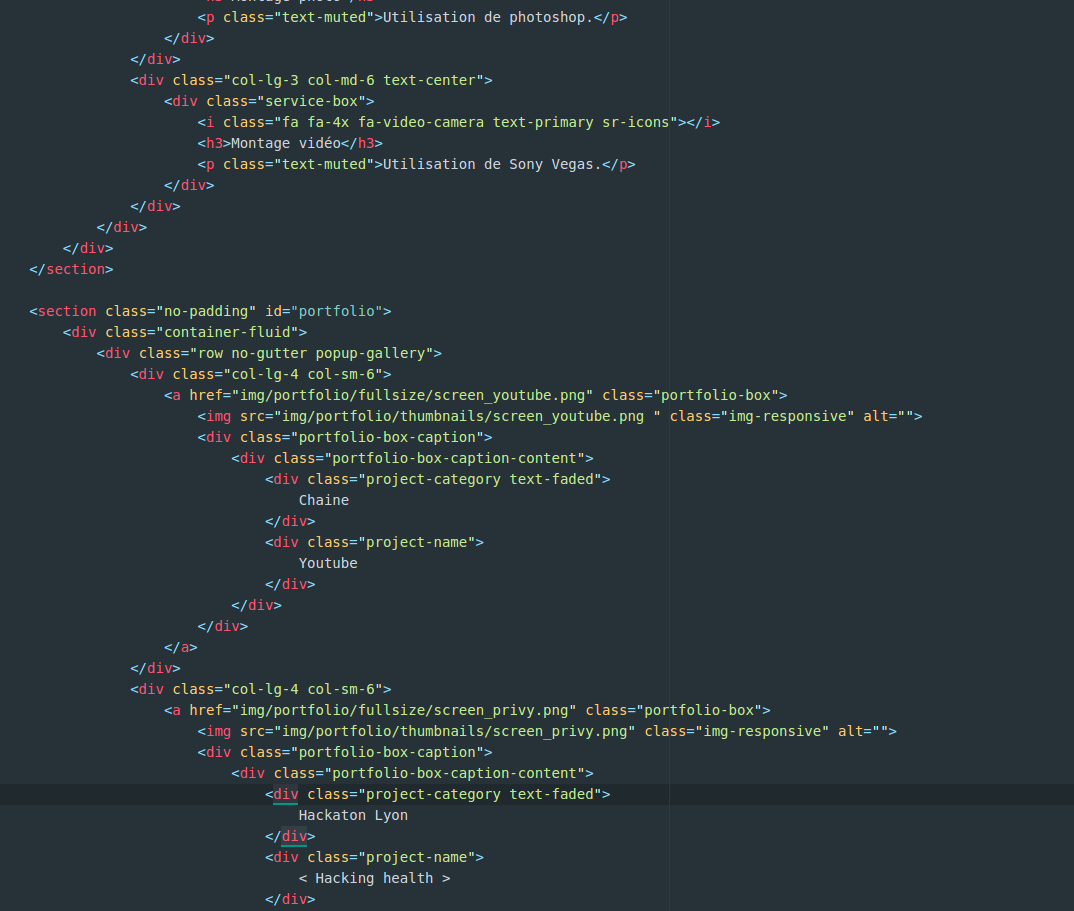 <p class="text-muted">Utilisation de photoshop.</p>
</div>
</div>
<div class="col-lg-3 col-md-6 text-center">
<div class="service-box">
<i class="fa fa-4x fa-video-camera text-primary sr-icons"></i>
<h3>Montage vidéo</h3>
<p class="text-muted">Utilisation de Sony Vegas.</p>
</div>
</div>
</div>
</div>
</section>
<section class="no-padding" id="portfolio">
<div class="container-fluid">
<div class="row no-gutter popup-gallery">
<div class="col-lg-4 col-sm-6">
<a href="img/portfolio/fullsize/screen_youtube.png" class="portfolio-box">
<img src="img/portfolio/thumbnails/screen_youtube.png " class="img-responsive" alt="">
<div class="portfolio-box-caption">
<div class="portfolio-box-caption-content">
<div class="project-category text-faded">
Chaine
</div>
<div class="project-name">
Youtube
</div>
</div>
</div>
</a>
</div>
<div class="col-lg-4 col-sm-6">
<a href="img/portfolio/fullsize/screen_privy.png" class="portfolio-box">
<img src="img/portfolio/thumbnails/screen_privy.png" class="img-responsive" alt="">
<div class="portfolio-box-caption">
<div class="portfolio-box-caption-content">
<div class="project-category text-faded">
Hackaton Lyon
</div>
<div class="project-name">
< Hacking health >
</div>